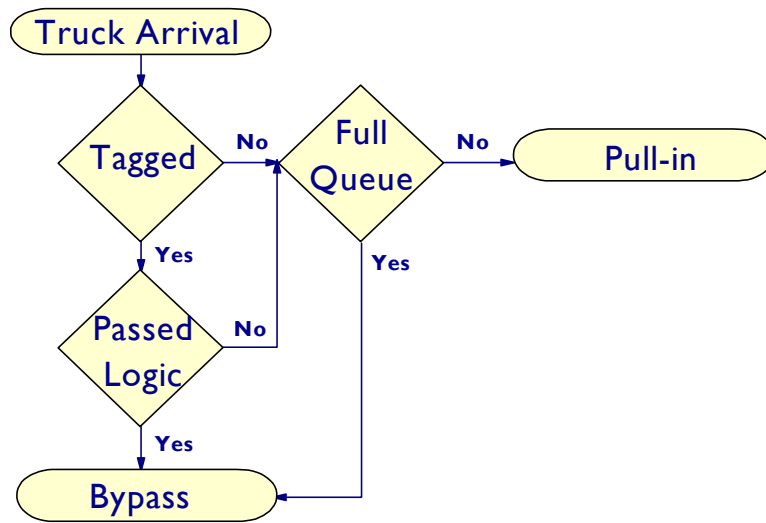 Truck Arrival
Tagged
No
Full
Queue
No
Pull-in
Yes
Yes
Passed
Logic
No
Yes
Bypass